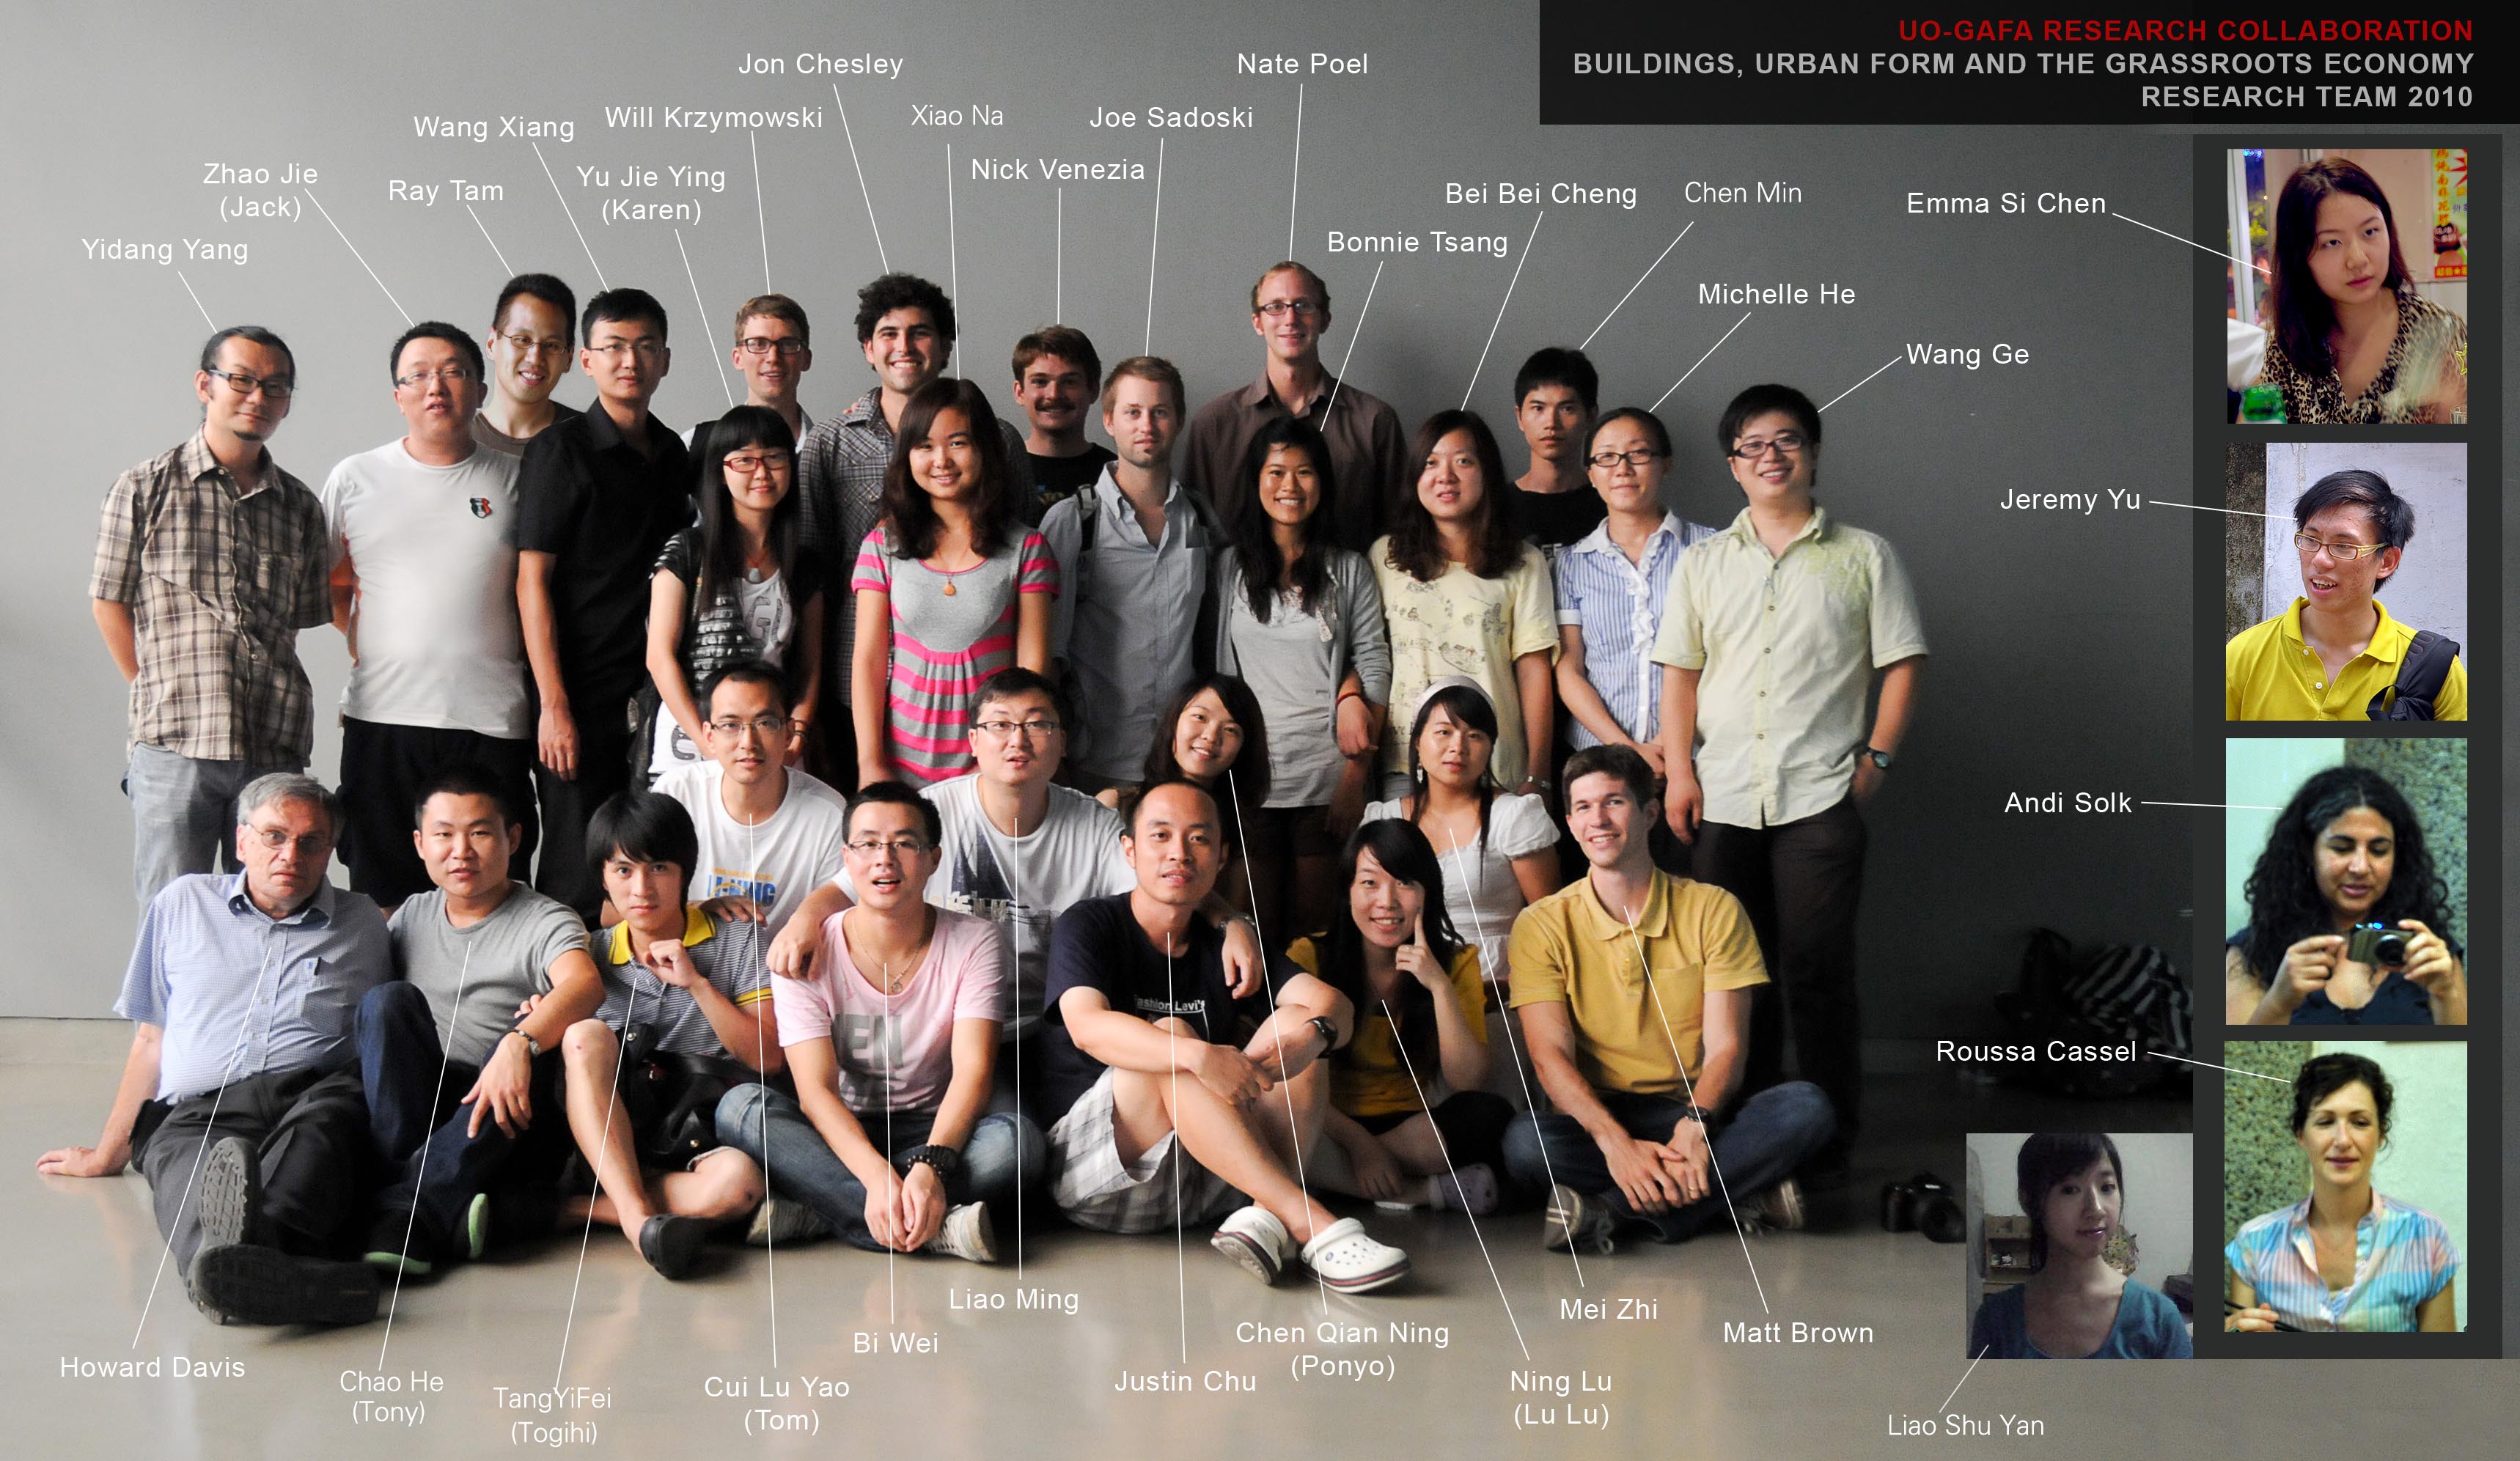 UO-GAFA RESEARCH COLLABORATION
BUILDINGS, URBAN FORM AND THE GRASSROOTS ECONOMY
RESEARCH TEAM 2010
Jon Chesley
Nate Poel
Xiao Na
Will Krzymowski
Joe Sadoski
Wang Xiang
Nick Venezia
Zhao Jie
(Jack)
Ray Tam
Yu Jie Ying
(Karen)
Bei Bei Cheng
Chen Min
Emma Si Chen
Yidang Yang
Bonnie Tsang
Michelle He
Wang Ge
Jeremy Yu
Andi Solk
Fashion Levi's
Roussa Cassel
Liao Ming
Mei Zhi
Bi Wei
Chen Qian Ning
(Ponyo)
Matt Brown
Howard Davis
Chao He
(Tony)
TangYiFei
(Togihi)
Cui Lu Yao
(Tom)
Justin Chu
Ning Lu
(Lu Lu)
Liao Shu Yan